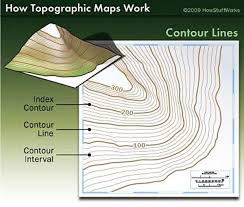 How Topographic Maps Work
©2009 HowStuffWorks
Contour Lines
300
200
100
Index
Contour
Contour
Line
Contour
Interval